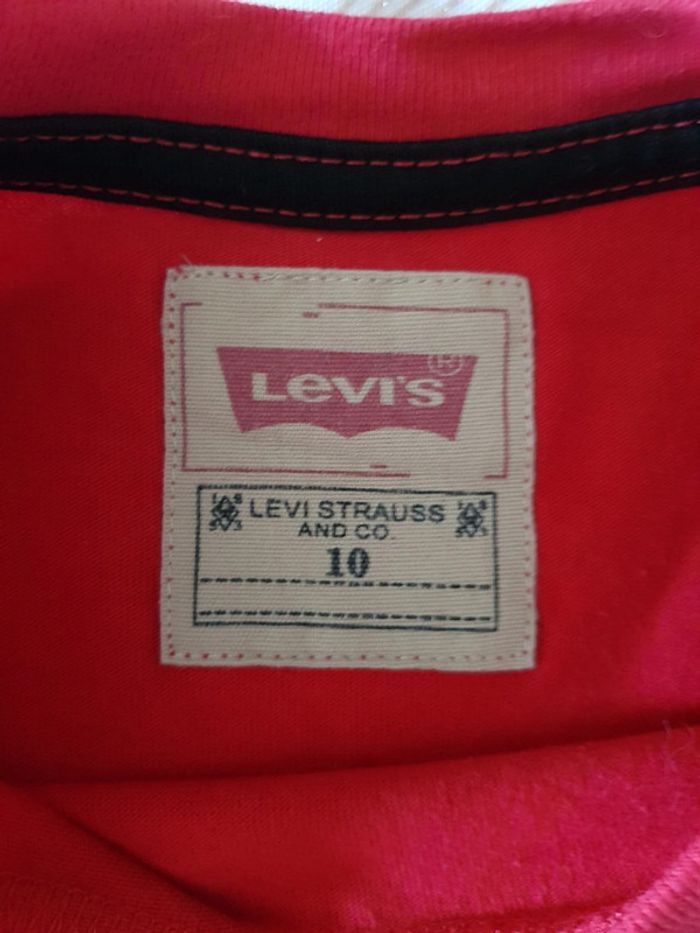 LEVI'S ®
LEVI STRAUSS
AND CO.
10